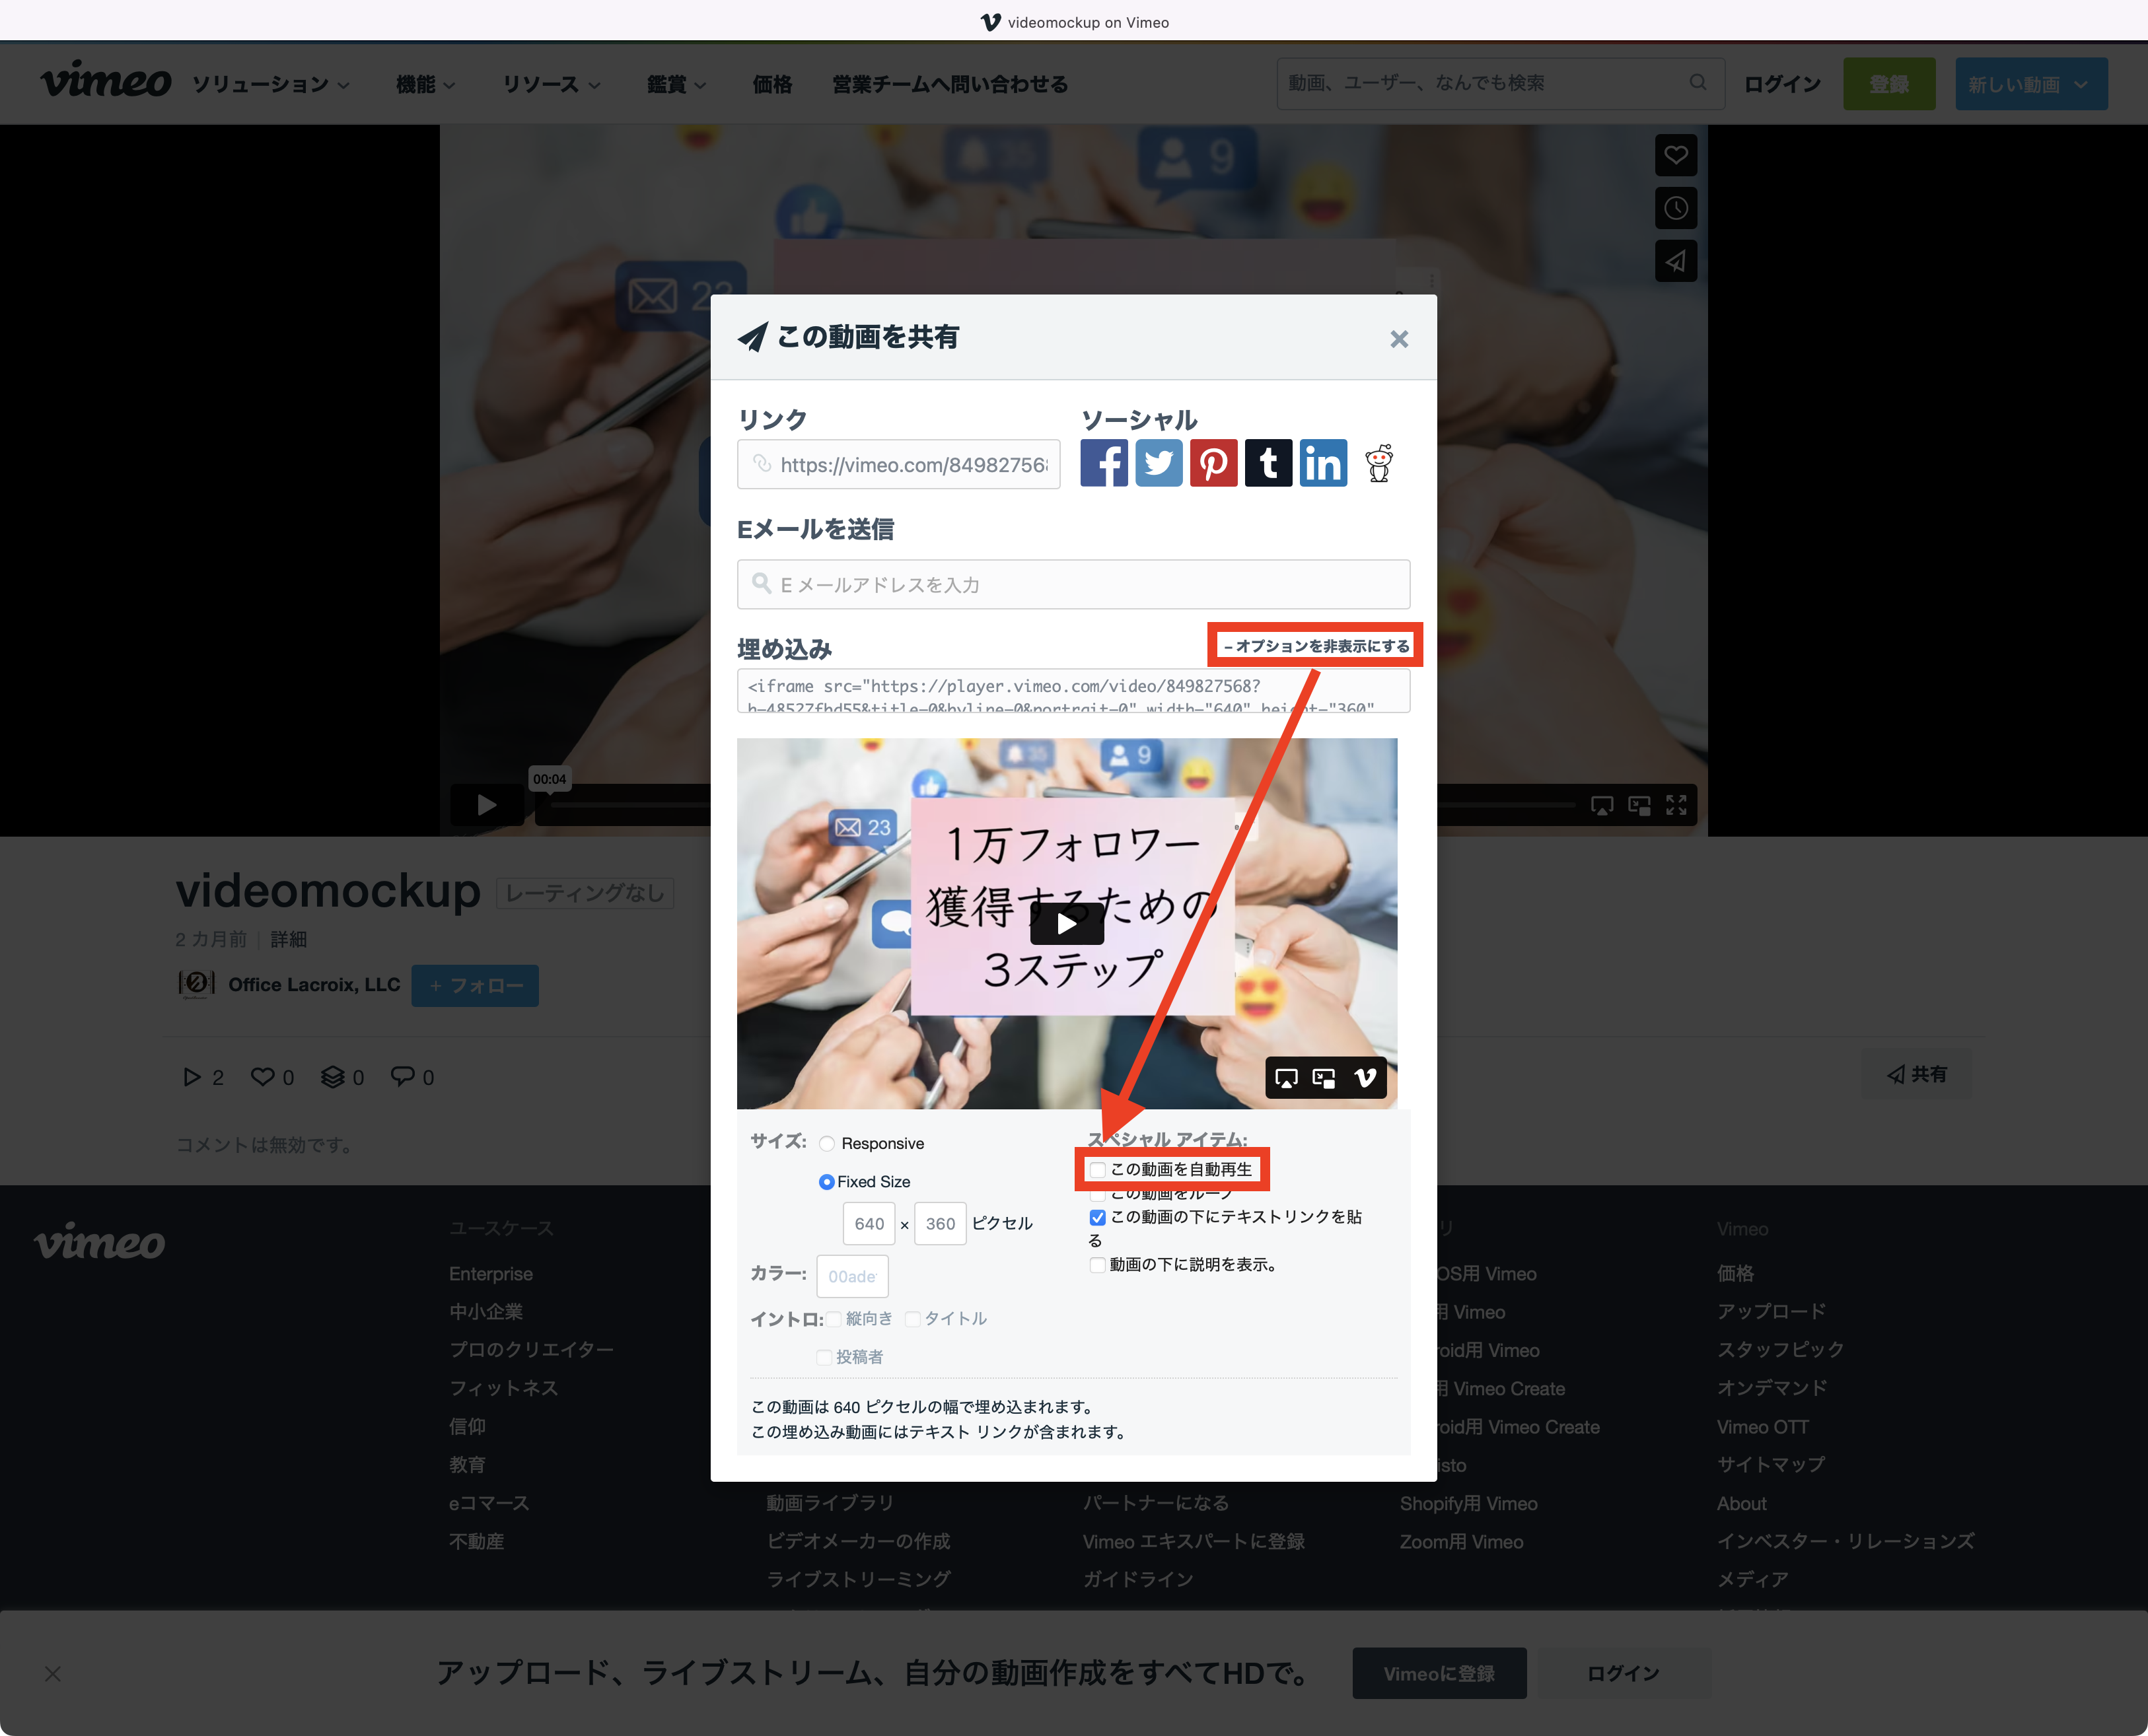 videomockup on Vimeo
vimeo ソリューション 機能 リソース 鑑賞 価格 営業チームへ問い合わせる 動画、ユーザー、なんでも検索 ログイン 登録 新しい動画
35 9
23
この動画を共有
リンク ソーシャル
https://vimeo.com/849827568
Eメールを送信
E メールアドレスを入力
埋め込み – オプションを非表示にする
<iframe src="https://player.vimeo.com/video/849827568?
h=48527fhd55&title=0&byline=0&portrait=0" width="640" height="360"
00:04
35 9
23
1万フォロワー
獲得するための
3ステップ
videomockup レーティングなし
2 カ月前 | 詳細
Office Lacroix, LLC + フォロー
2 0 0 0
共有
コメントは無効です。
サイズ: Responsive
Fixed Size
640 × 360 ピクセル
カラー: 00ade
イントロ: 縦向き タイトル
投稿者
スペシャル アイテム:
この動画を自動再生
この動画をループ
この動画の下にテキストリンクを貼
る
動画の下に説明を表示。
この動画は 640 ピクセルの幅で埋め込まれます。
この埋め込み動画にはテキスト リンクが含まれます。
vimeo
ユースケース
Enterprise
中小企業
プロのクリエイター
フィットネス
信仰
教育
eコマース
不動産
動画ライブラリ
ビデオメーカーの作成
ライブストリーミング
パートナーになる
Vimeo エキスパートに登録
ガイドライン
リ
OS用 Vimeo
用 Vimeo
roid用 Vimeo
用 Vimeo Create
roid用 Vimeo Create
isto
Shopify用 Vimeo
Zoom用 Vimeo
Vimeo
価格
アップロード
スタッフピック
オンデマンド
Vimeo OTT
サイトマップ
About
インベスター・リレーションズ
メディア
アップロード、ライブストリーム、自分の動画作成をすべてHDで。 Vimeoに登録 ログイン